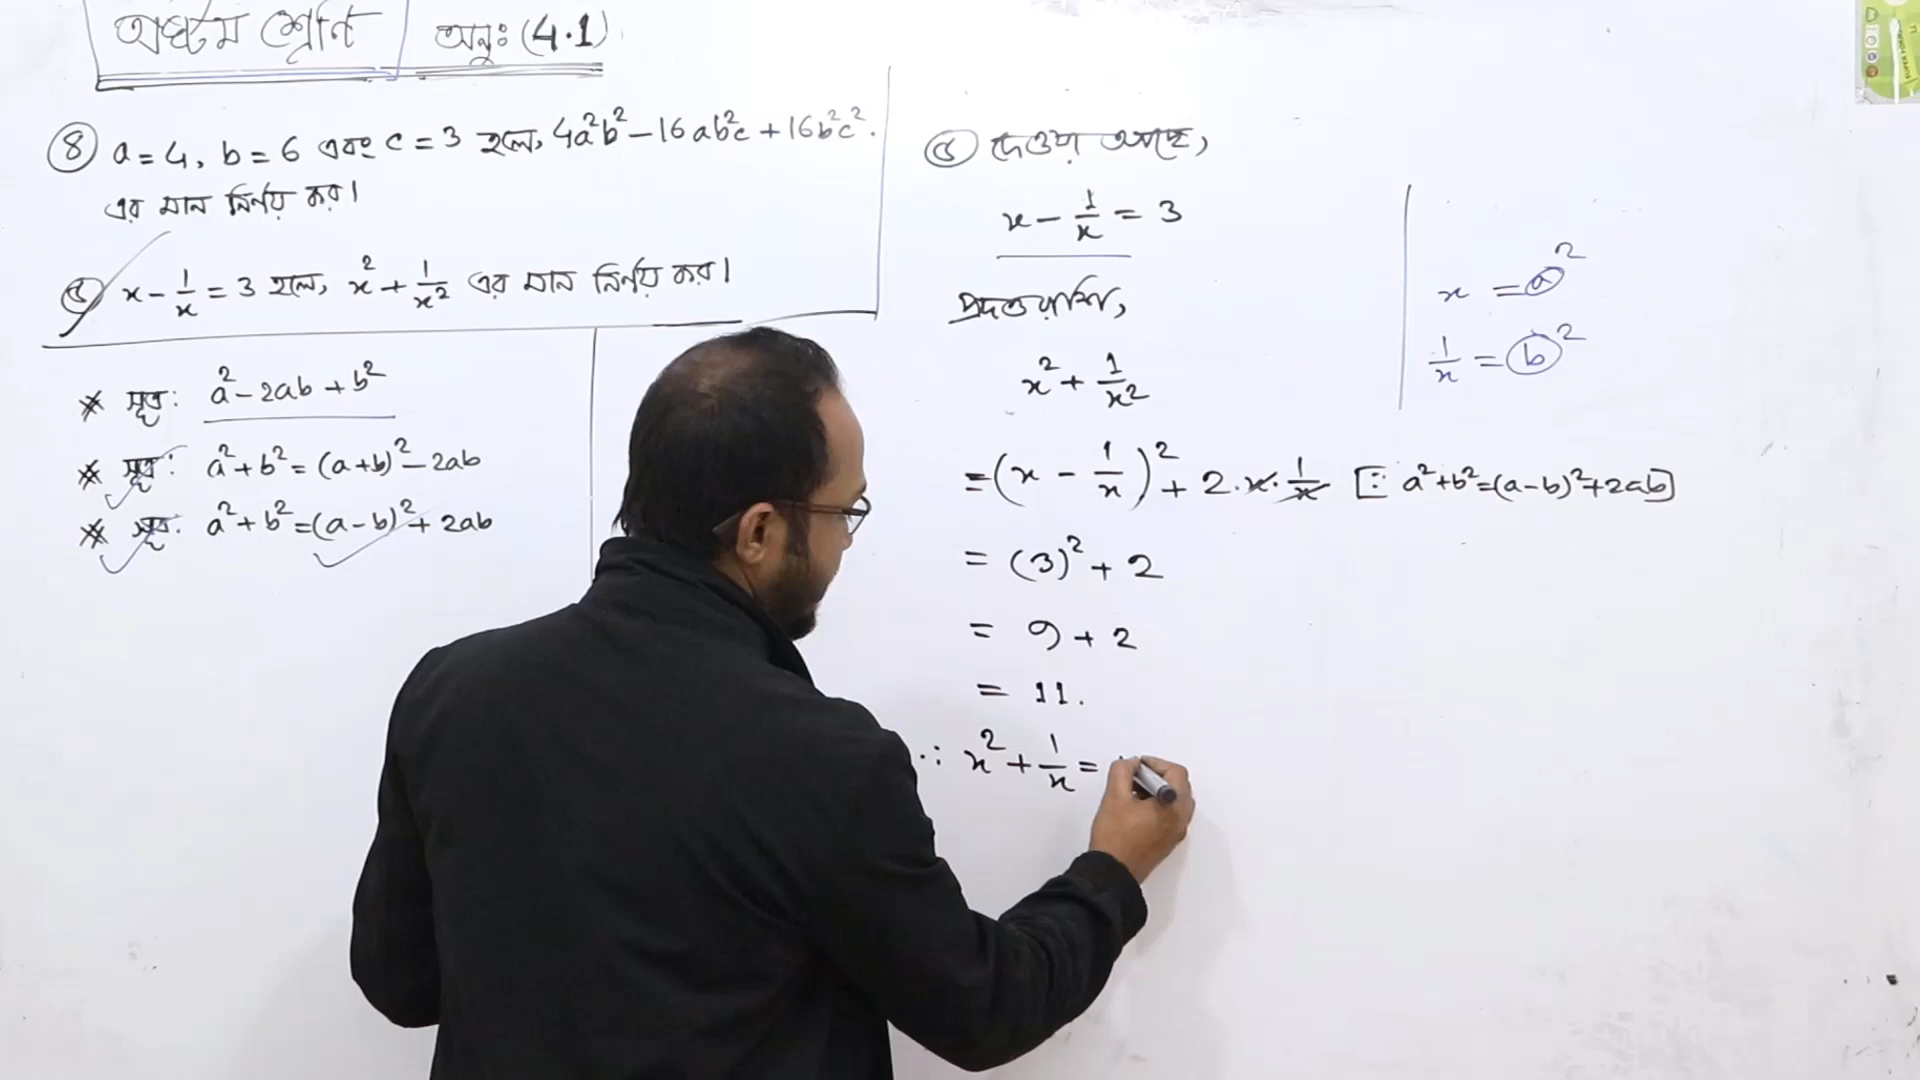 অষ্টম শ্রেণি অনুঃ (4.1)
⑧ a = 4, b = 6 এবং c = 3 হলে, 4a²b² – 16ab²c + 16b²c².
এর মান নির্ণয় কর।
৫ x – 1/x = 3 হলে, x² + 1/x² এর মান নির্ণয় কর।
* সূত্র: a² – 2ab + b²
* সূত্র: a² + b² = (a+b)² – 2ab
* সূত্র: a² + b² = (a – b)² + 2ab
৫ দেওয়া আছে,
x – 1/x = 3
প্রদত্ত রাশি,
x² + 1/x²
= (x – 1/x)² + 2.x.1/x [∵ a²+b²=(a–b)²+2ab]
= (3)² + 2
= 9 + 2
= 11.
∴ x² + 1/x =
x = a²
1/x = b²